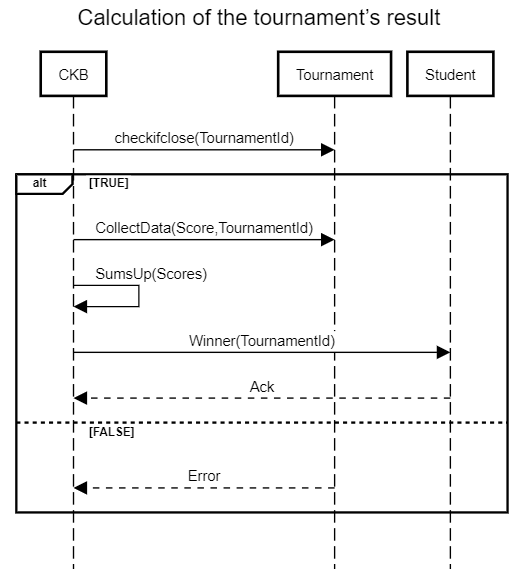 Calculation of the tournament’s result
CKB
Tournament
Student
checkifclose(TournamentId)
alt
[TRUE]
CollectData(Score,TournamentId)
SumsUp(Scores)
Winner(TournamentId)
Ack
[FALSE]
Error